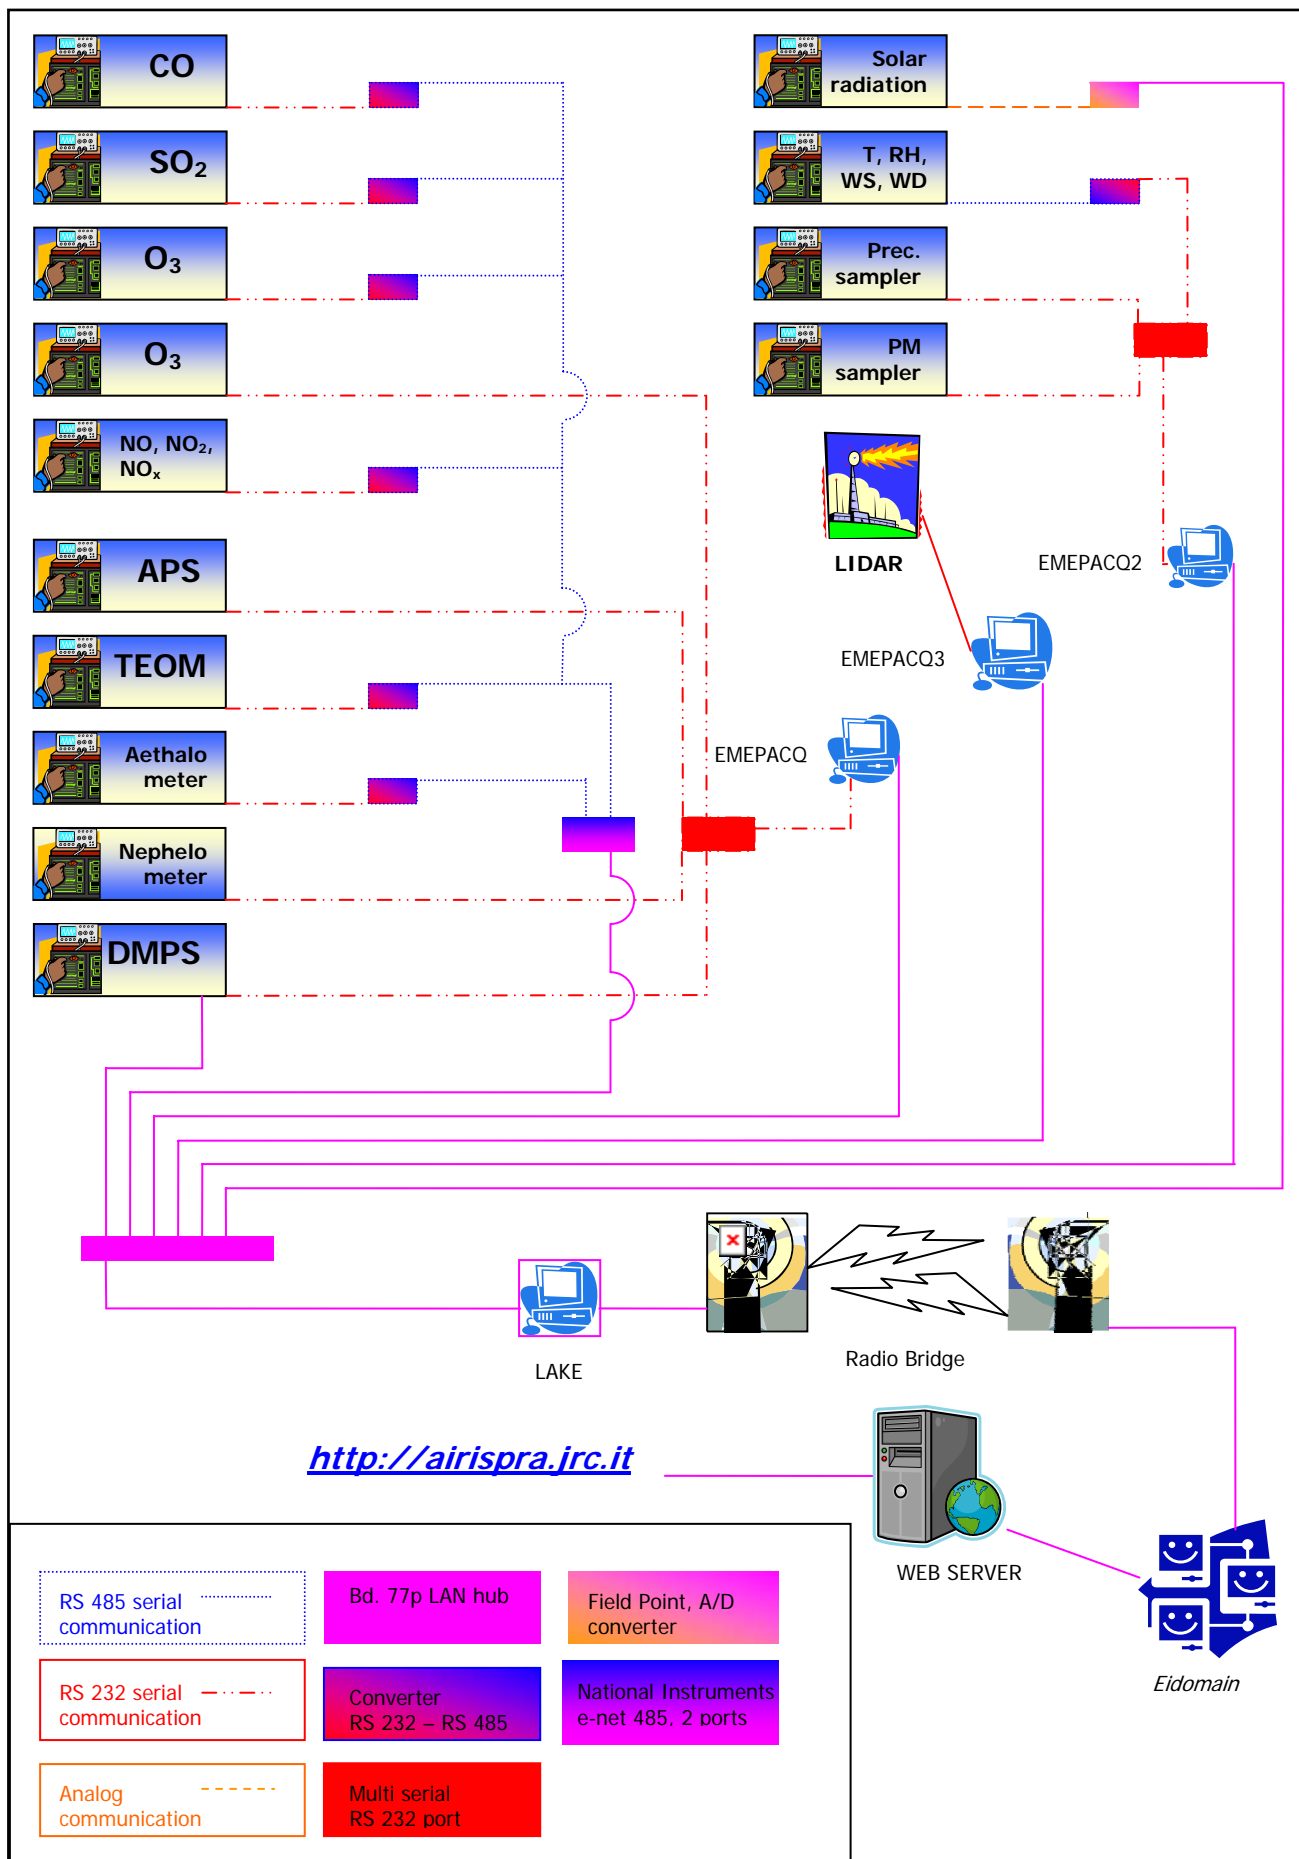 CO
SO2
O3
O3
NO, NO2,
NOx
APS
TEOM
Aethalo
meter
Nephelo
meter
DMPS
Solar
radiation
T, RH,
WS, WD
Prec.
sampler
PM
sampler
LIDAR
EMEPACQ2
EMEPACQ3
EMEPACQ
LAKE
Radio Bridge
http://airispra.jrc.it
WEB SERVER
Eidomain
RS 485 serial
communication
Bd. 77p LAN hub
Field Point, A/D
converter
RS 232 serial
communication
Converter
RS 232 – RS 485
National Instruments
e-net 485, 2 ports
Analog
communication
Multi serial
RS 232 port